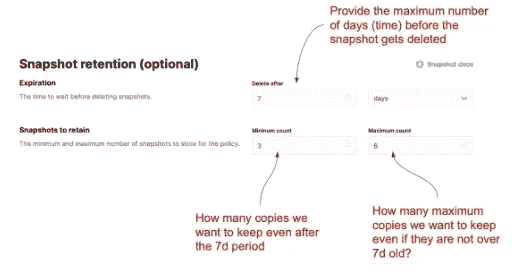 Provide the maximum number
of days (time) before the
snapshot gets deleted
Snapshot retention (optional)
Snapshot docs
Expiration
Delete after
The time to wait before deleting snapshots.
7
days
Snapshots to retain
Minimum count
Maximum count
The minimum and maximum number of snapshots to store for the policy.
3
6
How many copies we
want to keep even after
the 7d period
How many maximum
copies we want to keep
even if they are not over
7d old?